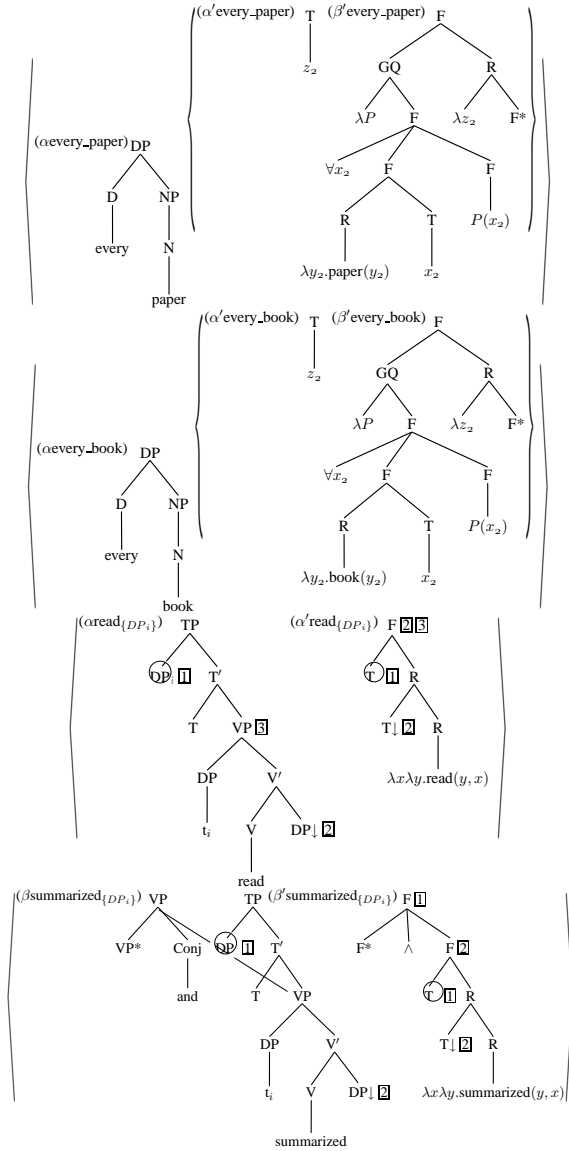 (α′every_paper) T (β′every_paper) F
z₂ GQ R
λP F λz₂ F*
(αevery_paper) DP
∀x₂ F F
D NP
R T P(x₂)
every N
λy₂.paper(y₂) x₂
paper
(α′every_book) T (β′every_book) F
z₂ GQ R
λP F λz₂ F*
(αevery_book) DP
∀x₂ F F
D NP
R T P(x₂)
every N
λy₂.book(y₂) x₂
book
(αread{DPᵢ}) TP (α′read{DPᵢ}) F 2 3
DPᵢ 1 T′ T 1 R
T VP 3 T↓ 2 R
DP V′ λxλy.read(y, x)
tᵢ V DP↓ 2
read
(βsummarized{DPᵢ}) VP TP (β′summarized{DPᵢ}) F 1
VP* Conj DP 1 T′ F* ∧ F 2
and T VP T 1 R
DP V′ T↓ 2 R
tᵢ V DP↓ 2 λxλy.summarized(y, x)
summarized